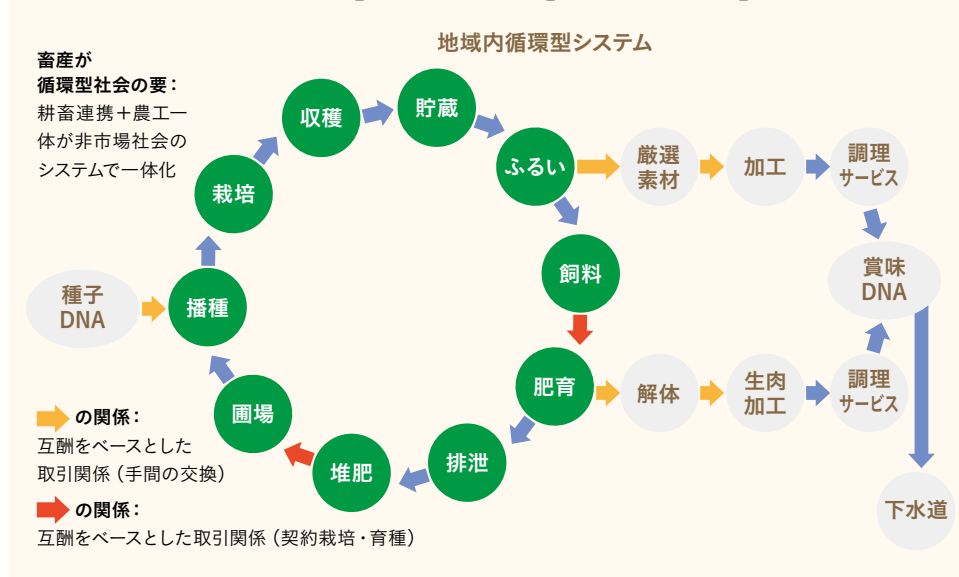 地域内循環型システム
畜産が
循環型社会の要：
耕畜連携＋農工一
体が非市場社会の
システムで一体化
収穫
貯蔵
ふるい
厳選
素材
加工
調理
サービス
栽培
飼料
賞味
DNA
種子
DNA
播種
肥育
解体
生肉
加工
調理
サービス
圃場
堆肥
排泄
下水道
の関係：
互酬をベースとした
取引関係（手間の交換）
の関係：
互酬をベースとした取引関係（契約栽培・育種）